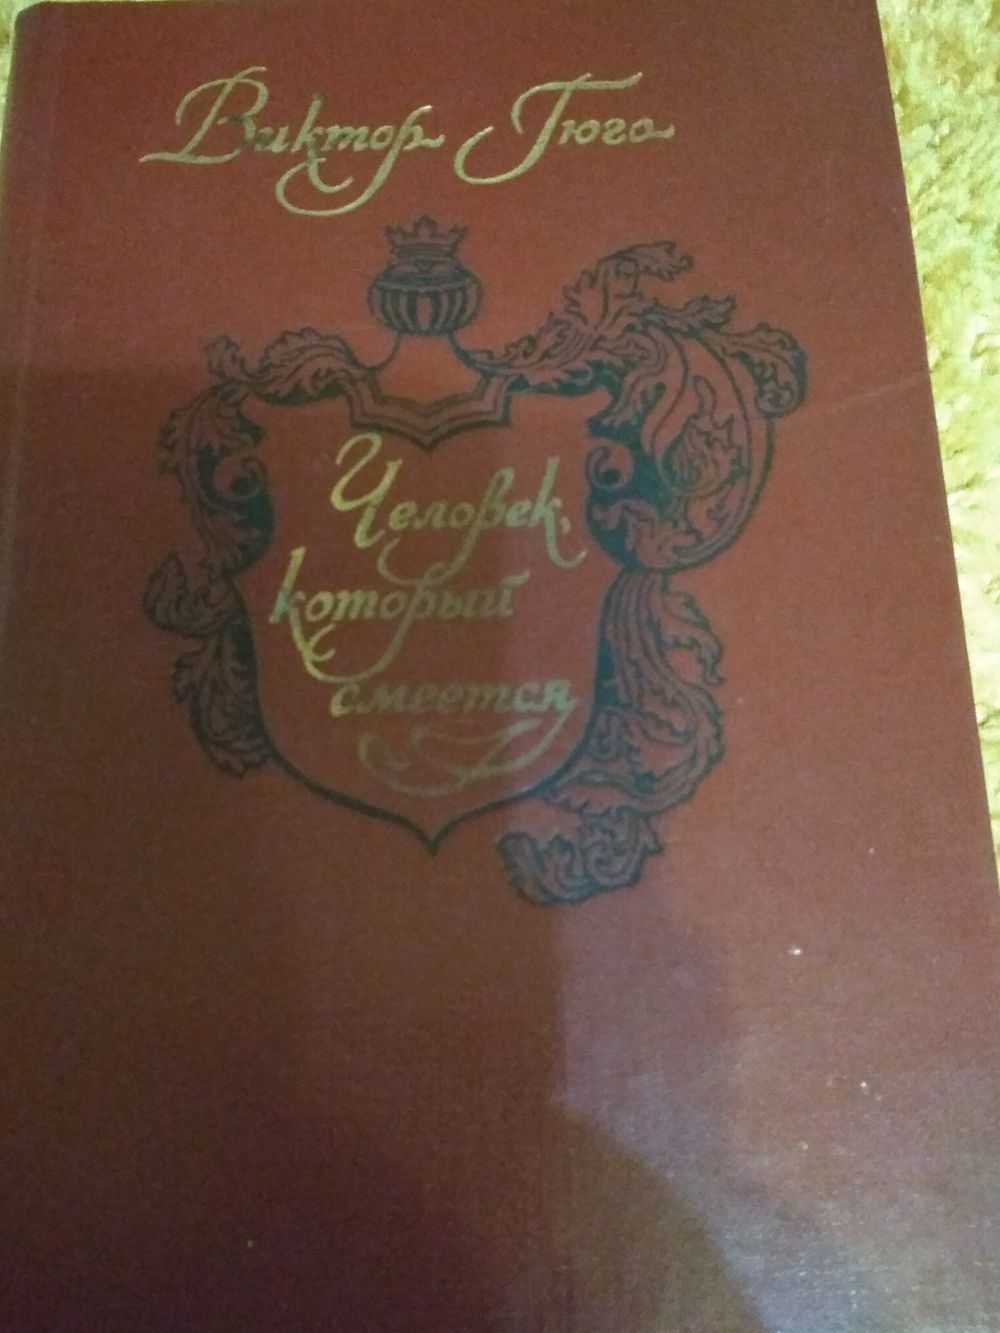 Виктор Гюго
Человек,
который
смеется